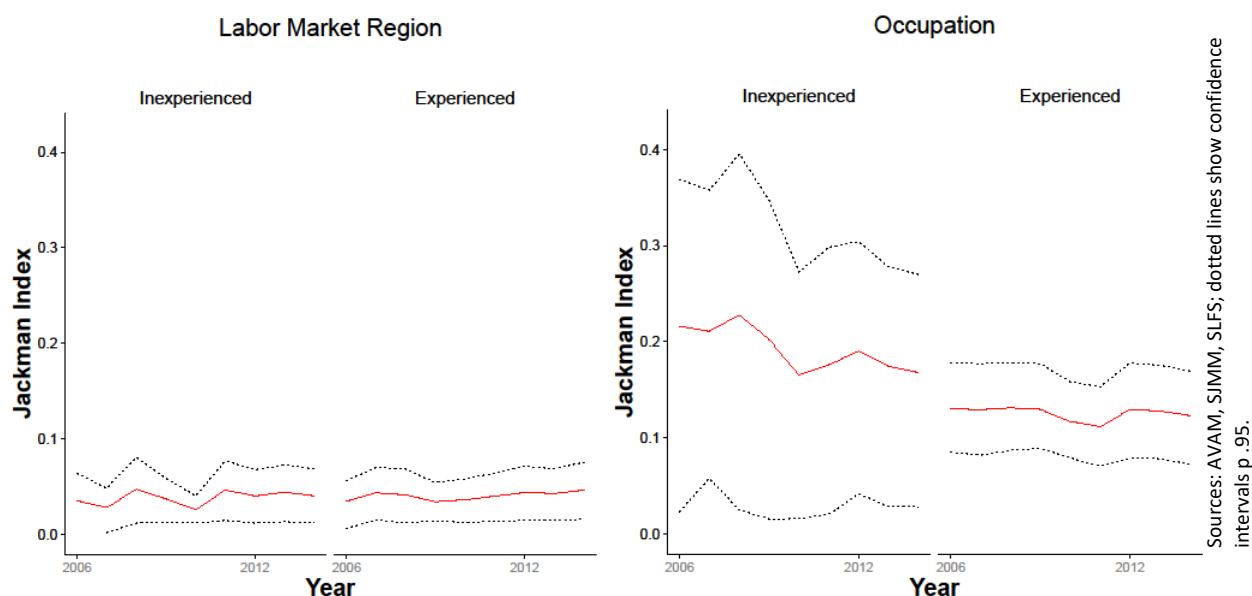 Labor Market Region
Inexperienced
Experienced
Jackman Index
0.4
0.3
0.2
0.1
0.0
2006
2012
2006
2012
Year
Occupation
Inexperienced
Experienced
Jackman Index
0.4
0.3
0.2
0.1
0.0
2006
2012
2006
2012
Year
Sources: AVAM, SJMM, SLFS; dotted lines show confidence
intervals p .95.